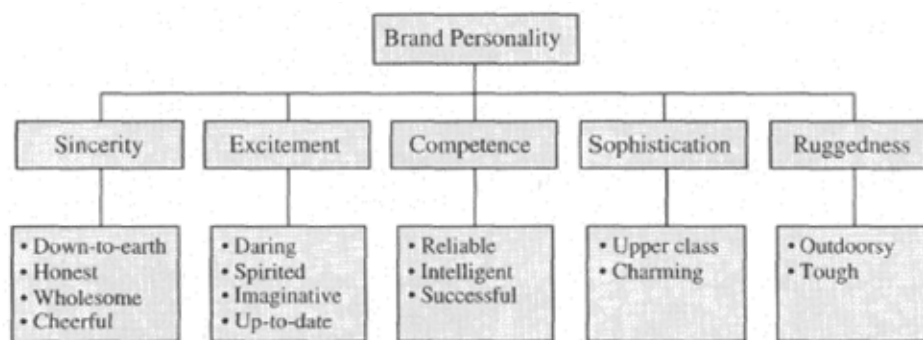 Brand Personality
Sincerity
Excitement
Competence
Sophistication
Ruggedness
• Down-to-earth
• Honest
• Wholesome
• Cheerful
• Daring
• Spirited
• Imaginative
• Up-to-date
• Reliable
• Intelligent
• Successful
• Upper class
• Charming
• Outdoorsy
• Tough